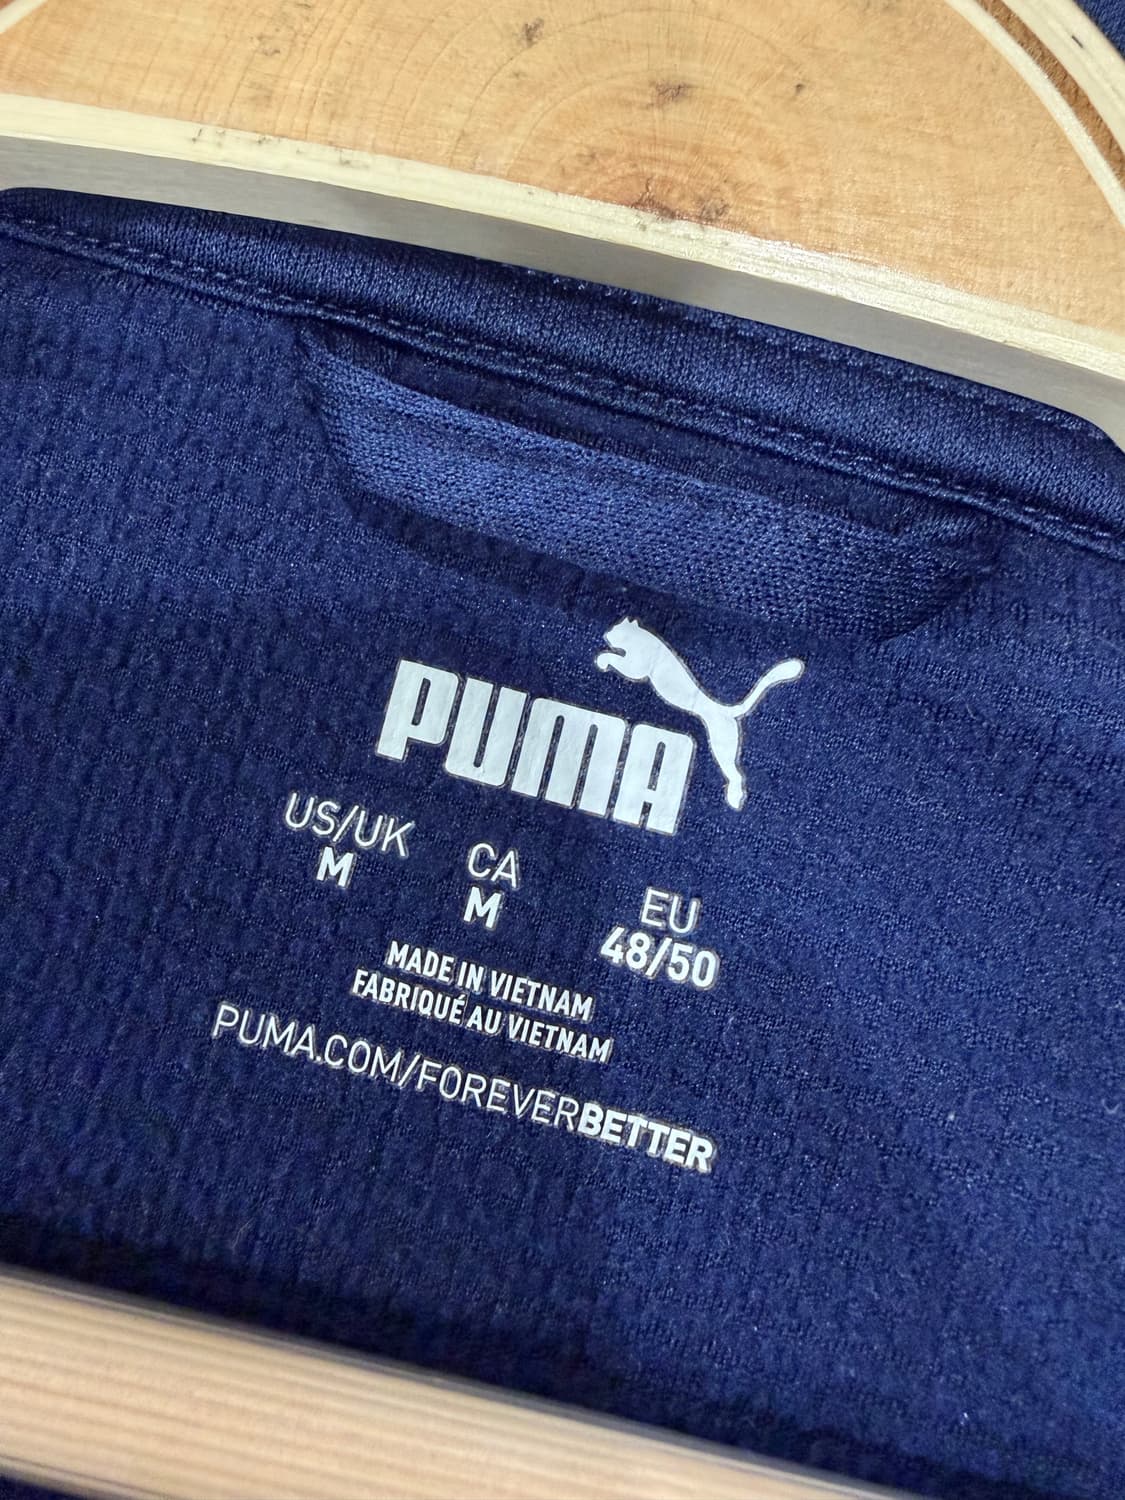 PUMA
US/UK CA EU
M M 48/50
MADE IN VIETNAM
FABRIQUÉ AU VIETNAM
PUMA.COM/FOREVERBETTER